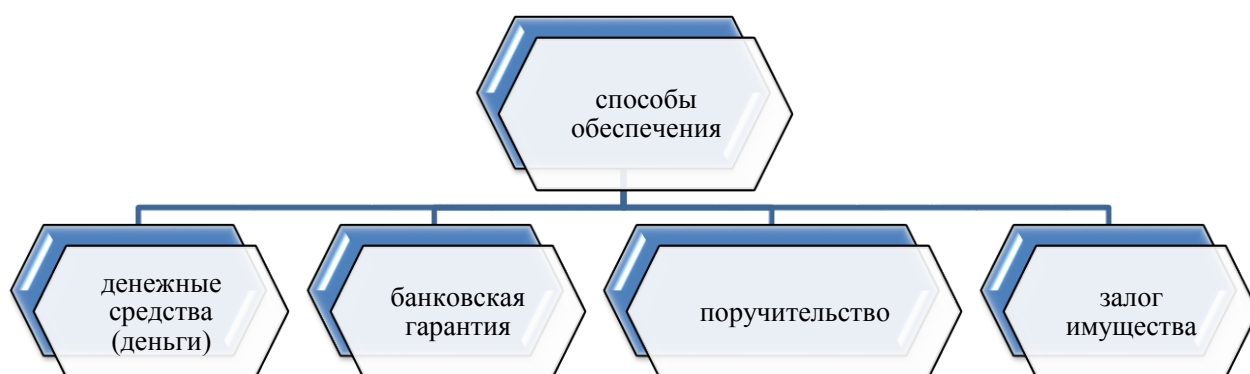 способы
обеспечения
денежные
средства
(деньги)
банковская
гарантия
поручительство
залог
имущества